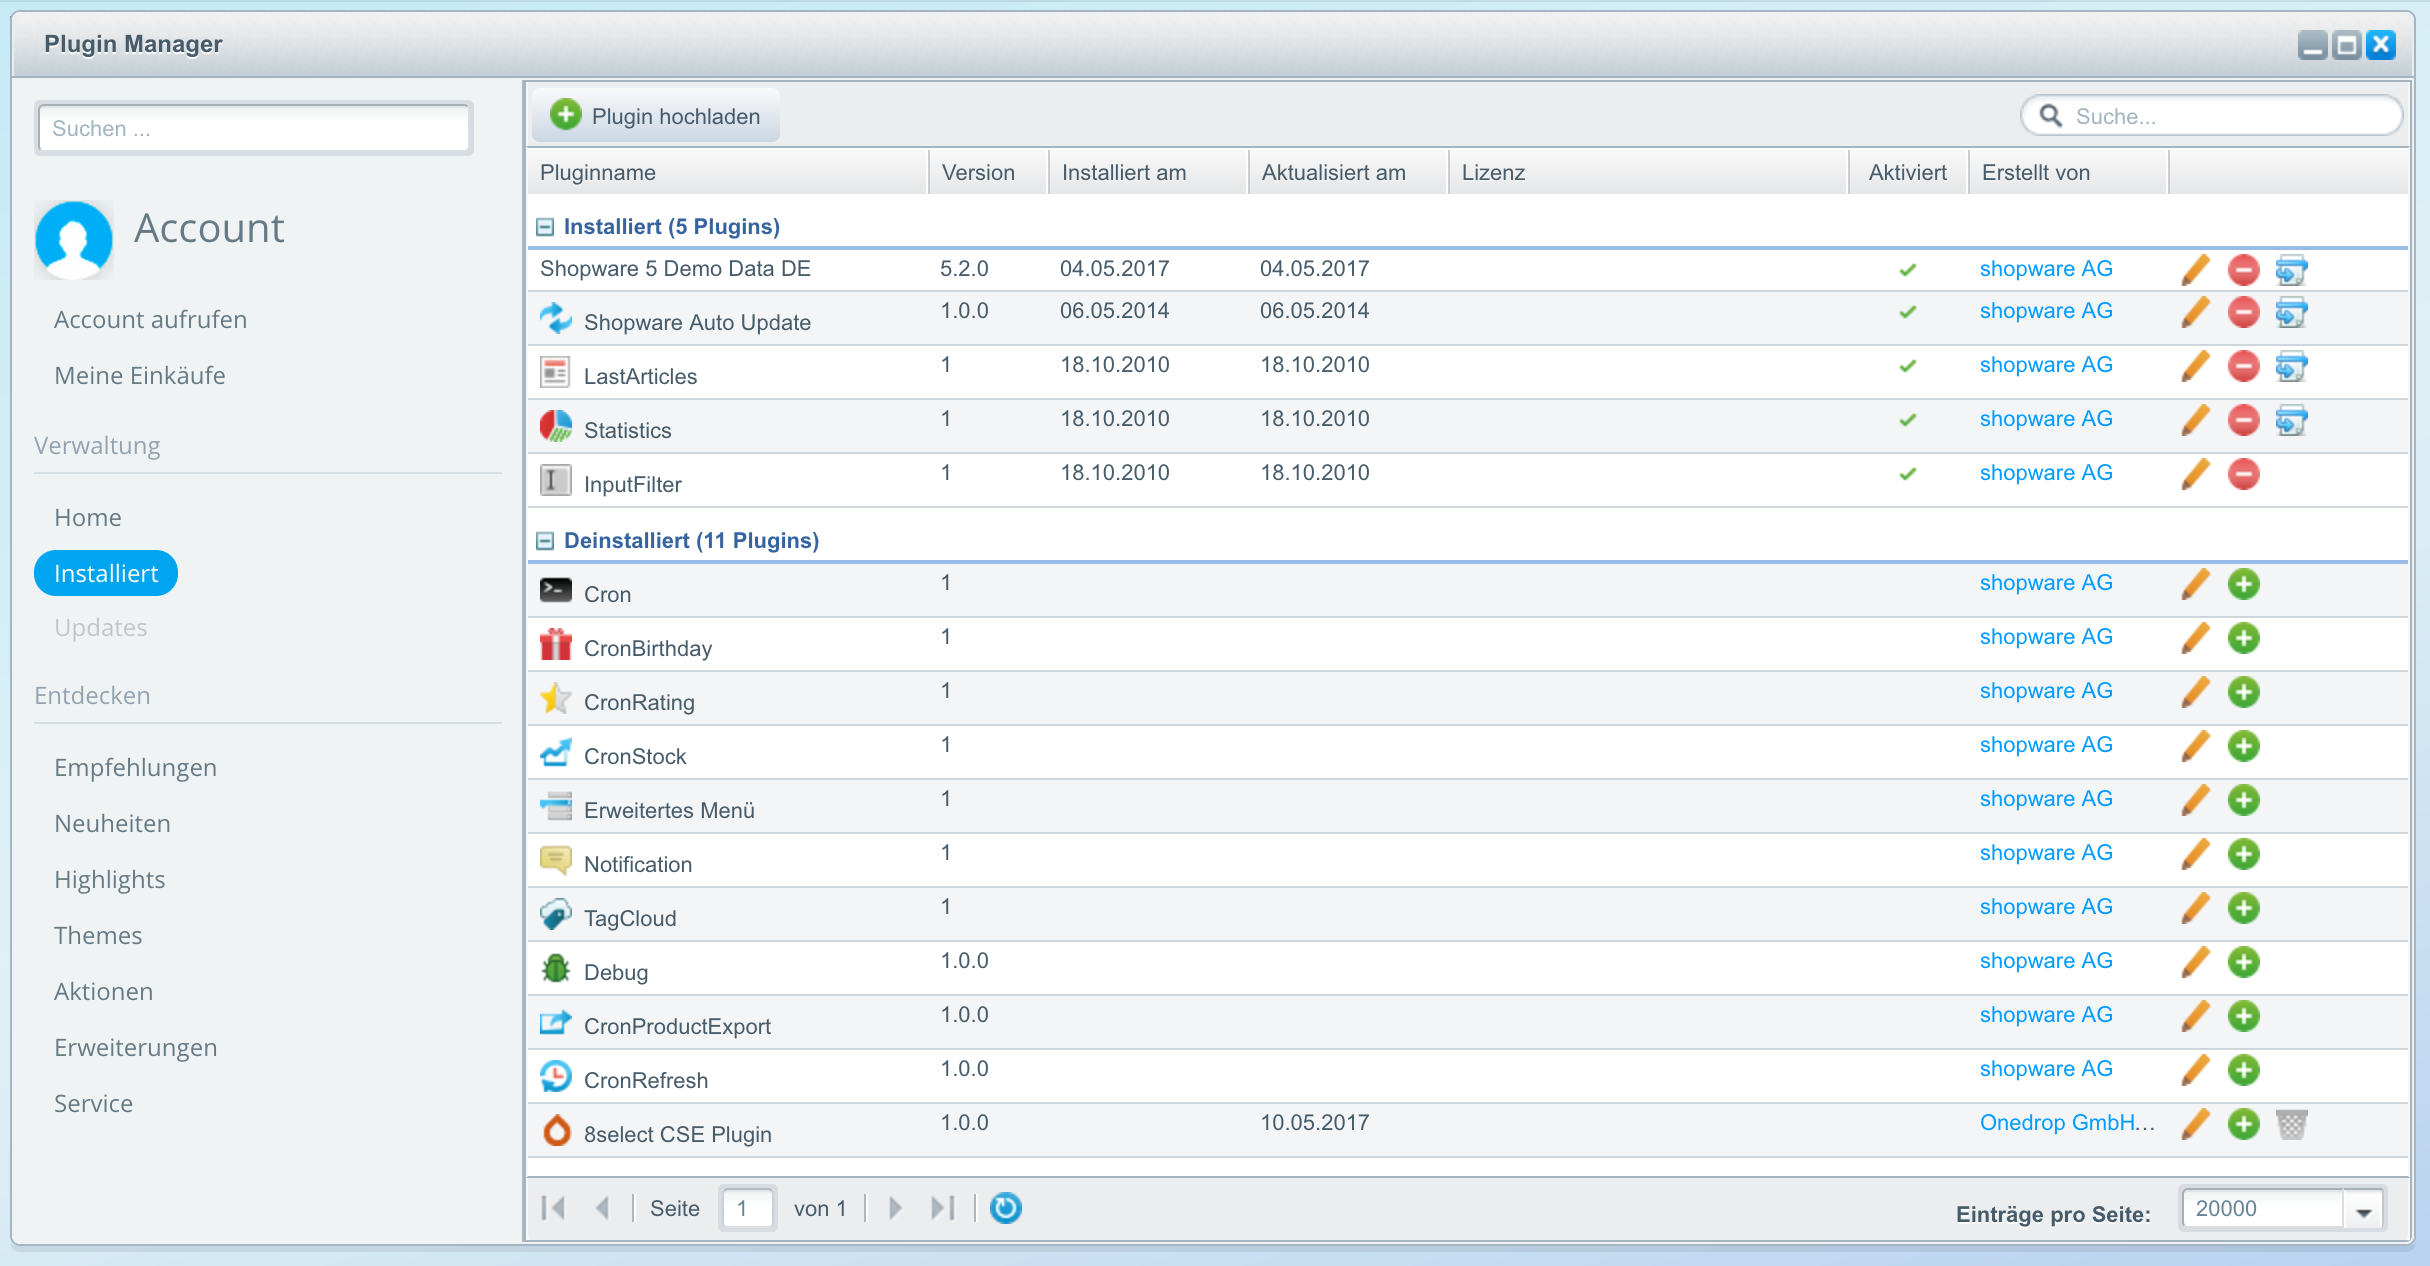 Plugin Manager
Suchen ...
Account
Account aufrufen
Meine Einkäufe
Verwaltung
Home
Installiert
Updates
Entdecken
Empfehlungen
Neuheiten
Highlights
Themes
Aktionen
Erweiterungen
Service
Plugin hochladen
Suche...
Pluginname Version Installiert am Aktualisiert am Lizenz Aktiviert Erstellt von
Installiert (5 Plugins)
Shopware 5 Demo Data DE 5.2.0 04.05.2017 04.05.2017 shopware AG
Shopware Auto Update 1.0.0 06.05.2014 06.05.2014 shopware AG
LastArticles 1 18.10.2010 18.10.2010 shopware AG
Statistics 1 18.10.2010 18.10.2010 shopware AG
InputFilter 1 18.10.2010 18.10.2010 shopware AG
Deinstalliert (11 Plugins)
Cron 1 shopware AG
CronBirthday 1 shopware AG
CronRating 1 shopware AG
CronStock 1 shopware AG
Erweitertes Menü 1 shopware AG
Notification 1 shopware AG
TagCloud 1 shopware AG
Debug 1.0.0 shopware AG
CronProductExport 1.0.0 shopware AG
CronRefresh 1.0.0 shopware AG
8select CSE Plugin 1.0.0 10.05.2017 Onedrop GmbH...
Seite 1 von 1
Einträge pro Seite: 20000